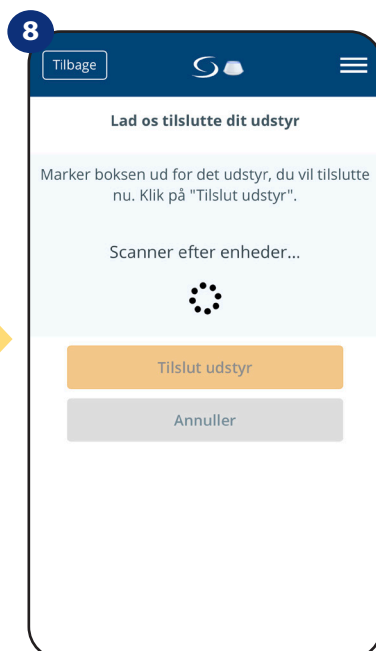 8
Tilbage
Lad os tilslutte dit udstyr
Marker boksen ud for det udstyr, du vil tilslutte
nu. Klik på "Tilslut udstyr".
Scanner efter enheder...
Tilslut udstyr
Annuller